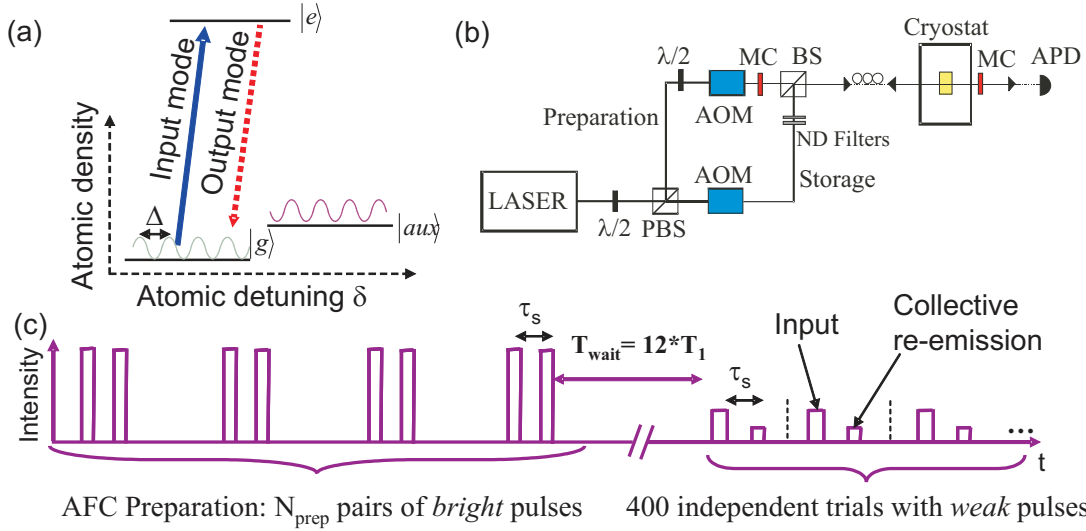 (a)
|e⟩
Input mode
Output mode
Atomic density
Δ
|g⟩
|aux⟩
Atomic detuning δ
(b)
Cryostat
λ/2
MC
BS
MC
APD
AOM
Preparation
ND Filters
AOM
Storage
LASER
λ/2
PBS
(c)
Intensity
τs
Twait= 12*T1
τs
Input
Collective
re-emission
...
t
AFC Preparation: Nprep pairs of bright pulses
400 independent trials with weak pulses